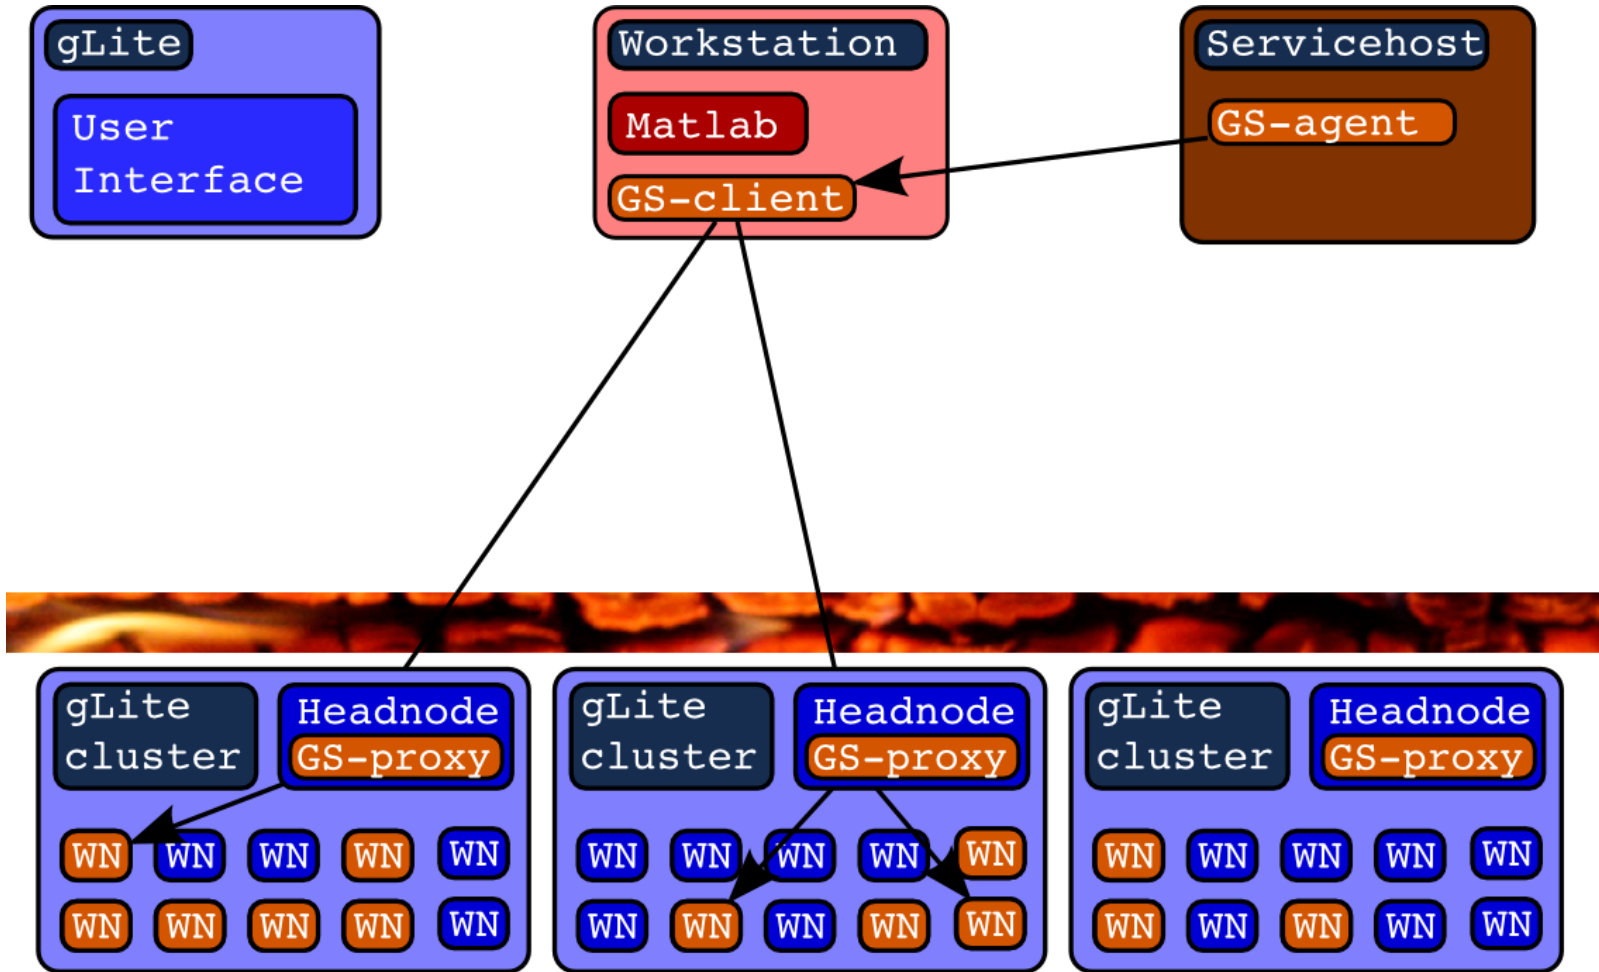 gLite
User
Interface
Workstation
Matlab
GS-client
Servicehost
GS-agent
gLite
cluster
Headnode
GS-proxy
WN WN WN WN WN
WN WN WN WN WN
gLite
cluster
Headnode
GS-proxy
WN WN WN WN WN
WN WN WN WN WN
gLite
cluster
Headnode
GS-proxy
WN WN WN WN WN
WN WN WN WN WN